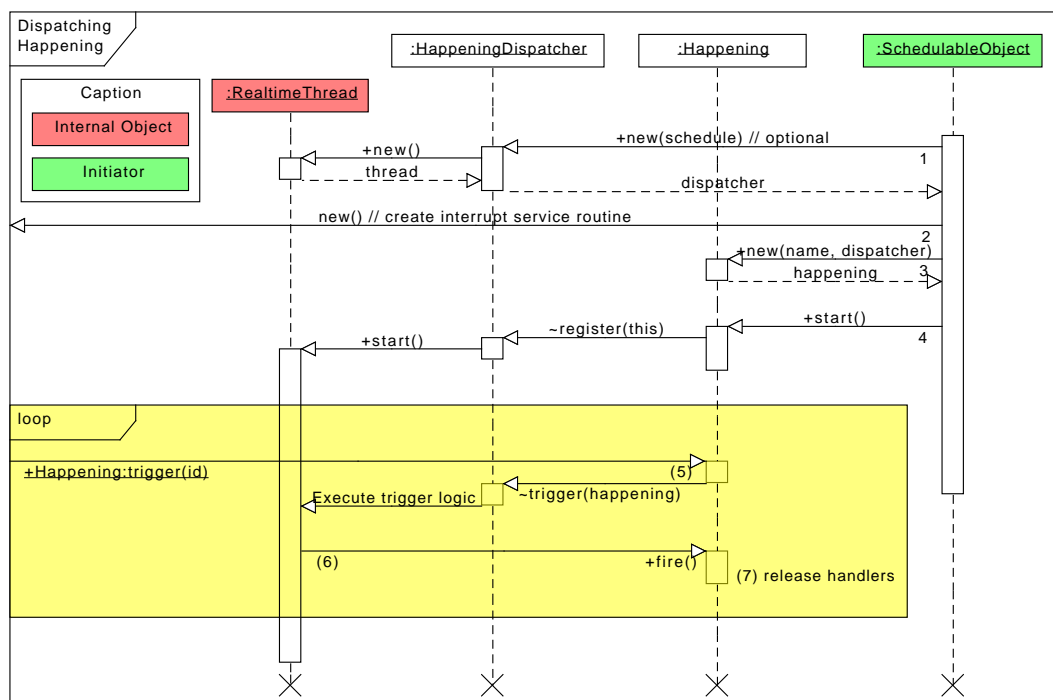 Dispatching
Happening
:HappeningDispatcher
:Happening
:SchedulableObject
Caption
:RealtimeThread
Internal Object
Initiator
+new(schedule) // optional
1
+new()
thread
dispatcher
new() // create interrupt service routine
2
+new(name, dispatcher)
happening
3
+start()
~register(this)
4
+start()
loop
+Happening:trigger(id)
(5)
~trigger(happening)
Execute trigger logic
(6)
+fire()
(7) release handlers